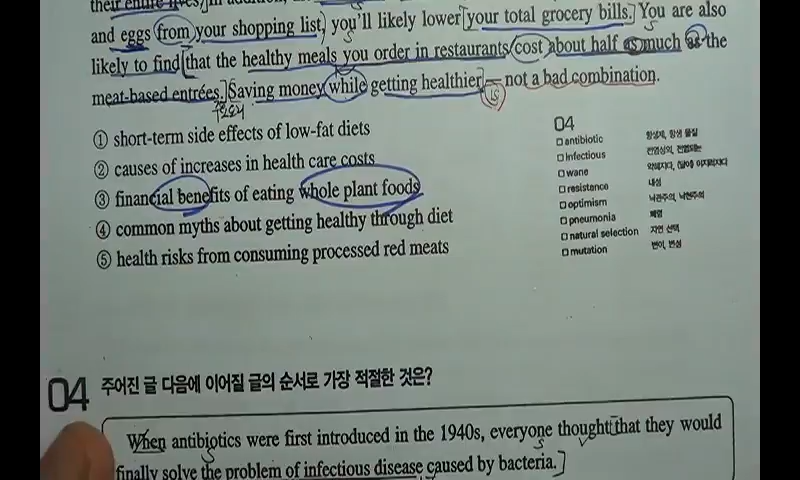 their entire lives. In addition,
and eggs from your shopping list, you'll likely lower your total grocery bills. You are also
likely to find that the healthy meals you order in restaurants cost about half as much as the
meat-based entrées. Saving money while getting healthier — not a bad combination.
① short-term side effects of low-fat diets
② causes of increases in health care costs
③ financial benefits of eating whole plant foods
④ common myths about getting healthy through diet
⑤ health risks from consuming processed red meats
04
antibiotic 항생제, 항생 물질
infectious 전염성의, 전염되는
wane
resistance 내성
optimism 낙관주의, 낙천주의
pneumonia 폐렴
natural selection 자연 선택
mutation 변이, 변성
04 주어진 글 다음에 이어질 글의 순서로 가장 적절한 것은?
When antibiotics were first introduced in the 1940s, everyone thought that they would
finally solve the problem of infectious disease caused by bacteria.